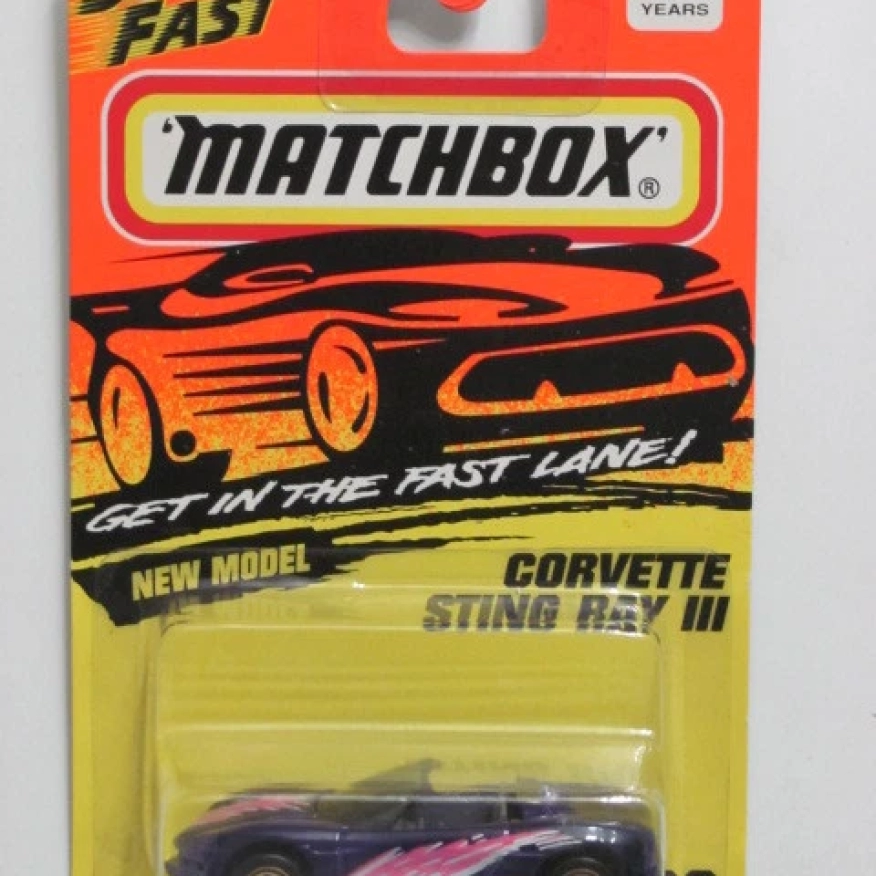 FAST
YEARS
'MATCHBOX'®
GET IN THE FAST LANE!
NEW MODEL
CORVETTE
STING RAY III